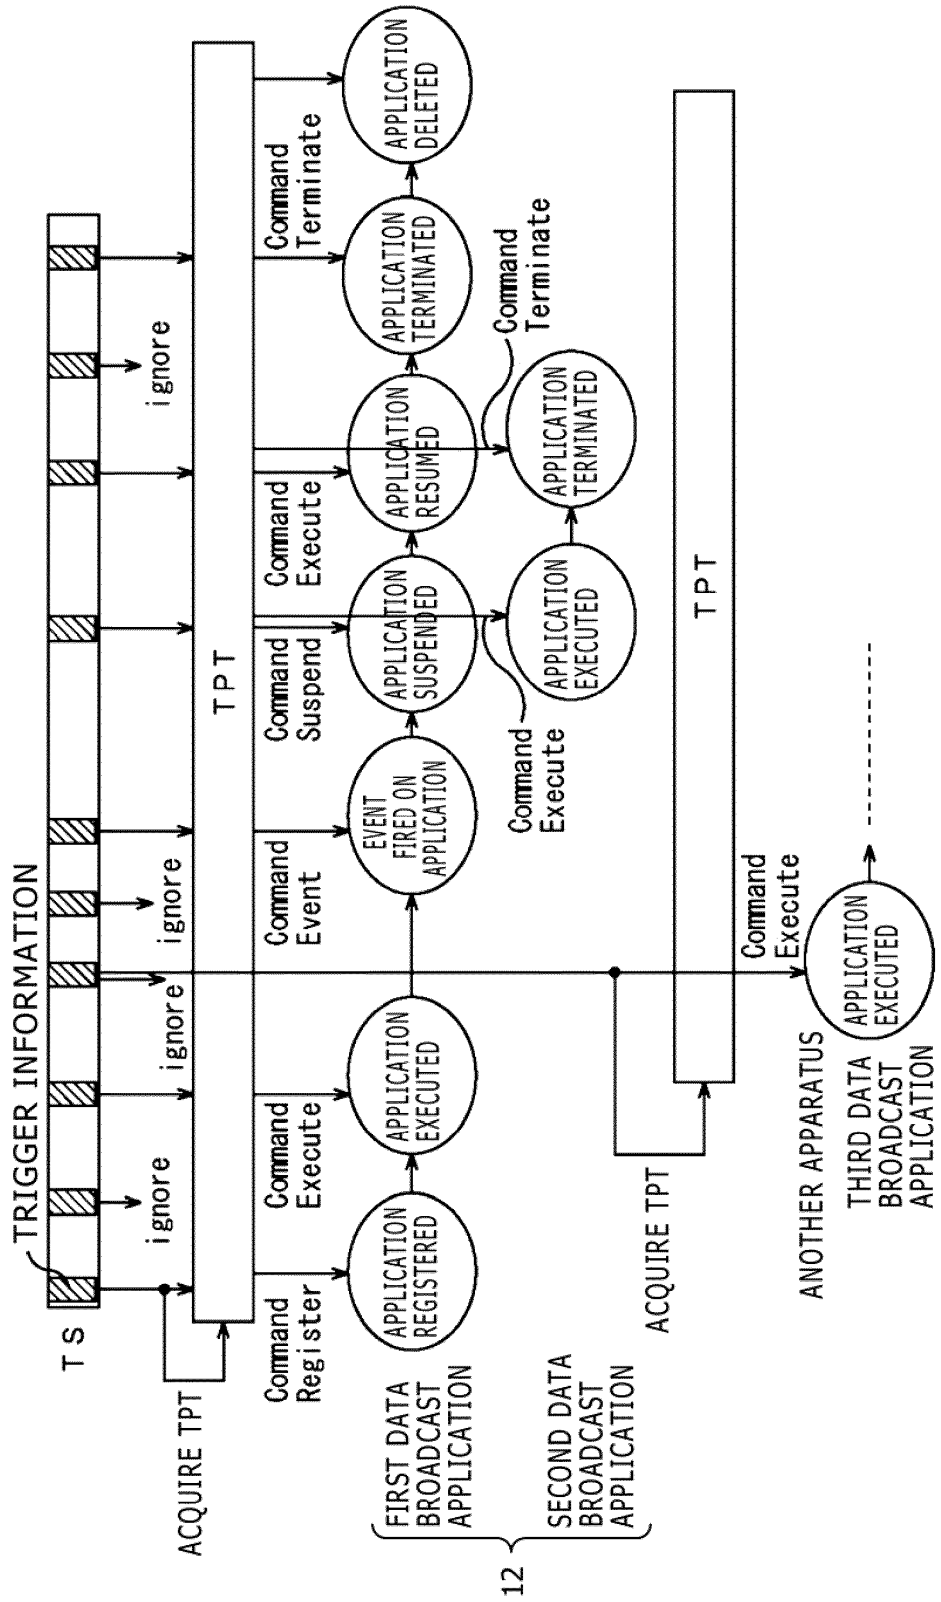 TRIGGER INFORMATION
TS
ignore
ignore
ignore
ignore
ACQUIRE TPT
TPT
Command
Register
Command
Execute
Command
Event
Command
Suspend
Command
Execute
Command
Terminate
FIRST DATA
BROADCAST
APPLICATION
APPLICATION
REGISTERED
APPLICATION
EXECUTED
EVENT
FIRED ON
APPLICATION
APPLICATION
SUSPENDED
APPLICATION
RESUMED
APPLICATION
TERMINATED
APPLICATION
DELETED
12
SECOND DATA
BROADCAST
APPLICATION
Command
Execute
APPLICATION
EXECUTED
Command
Terminate
APPLICATION
TERMINATED
ACQUIRE TPT
TPT
Command
Execute
ANOTHER APPARATUS
THIRD DATA
BROADCAST
APPLICATION
APPLICATION
EXECUTED